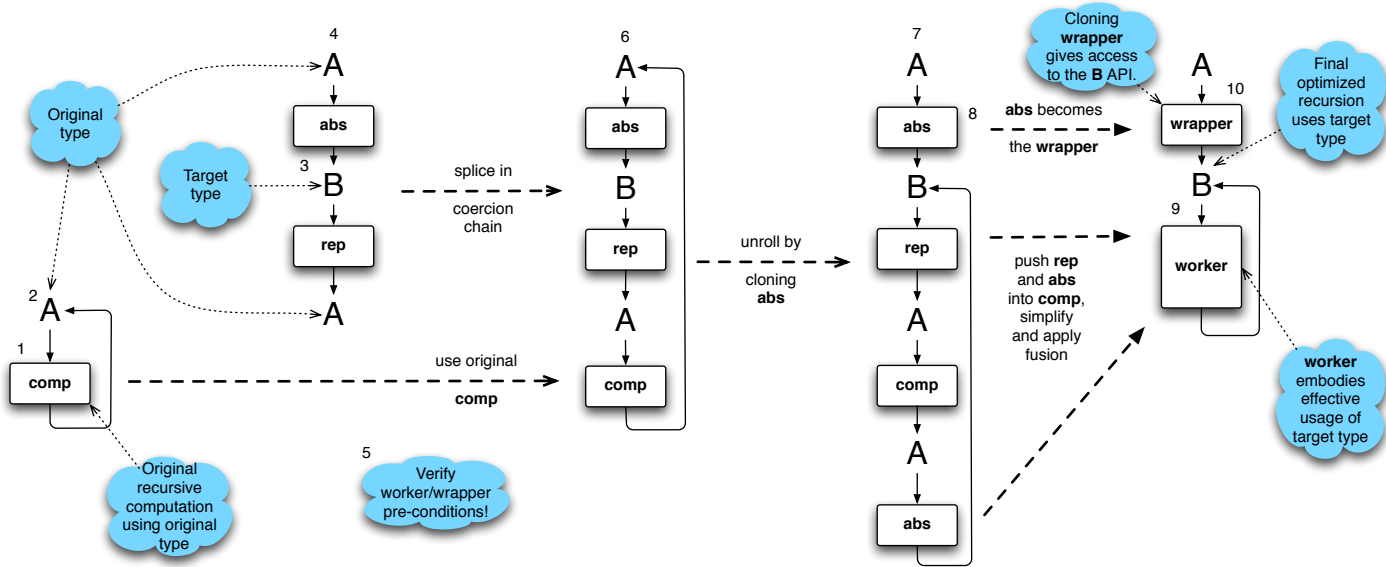 Original
type
2
A
1
comp
Original
recursive
computation
using original
type
4
A
abs
Target
type
3
B
rep
A
5
Verify
worker/wrapper
pre-conditions!
splice in
coercion
chain
use original
comp
6
A
abs
B
rep
A
comp
unroll by
cloning
abs
7
A
abs
8
B
rep
A
comp
A
abs
abs becomes
the wrapper
push rep
and abs
into comp,
simplify
and apply
fusion
Cloning
wrapper
gives access
to the B API.
A
10
wrapper
B
9
worker
Final
optimized
recursion
uses target
type
worker
embodies
effective
usage of
target type